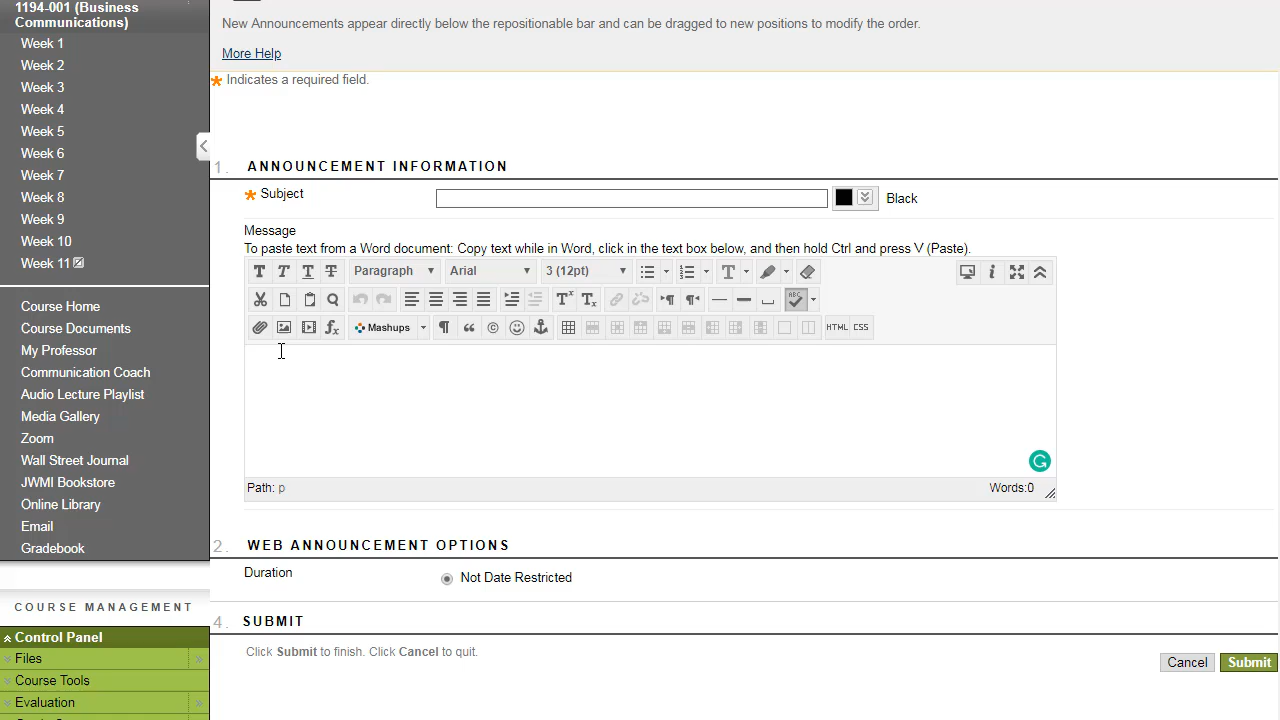 1194-001 (Business
Communications)
Week 1
Week 2
Week 3
Week 4
Week 5
Week 6
Week 7
Week 8
Week 9
Week 10
Week 11
Course Home
Course Documents
My Professor
Communication Coach
Audio Lecture Playlist
Media Gallery
Zoom
Wall Street Journal
JWMI Bookstore
Online Library
Email
Gradebook
COURSE MANAGEMENT
Control Panel
Files
Course Tools
Evaluation
New Announcements appear directly below the repositionable bar and can be dragged to new positions to modify the order.
More Help
Indicates a required field.
1. ANNOUNCEMENT INFORMATION
Subject
Black
Message
To paste text from a Word document: Copy text while in Word, click in the text box below, and then hold Ctrl and press V (Paste).
T T T T Paragraph Arial 3 (12pt) T
Mashups HTML CSS
Path: p Words:0
2. WEB ANNOUNCEMENT OPTIONS
Duration
Not Date Restricted
4. SUBMIT
Click Submit to finish. Click Cancel to quit.
Cancel Submit